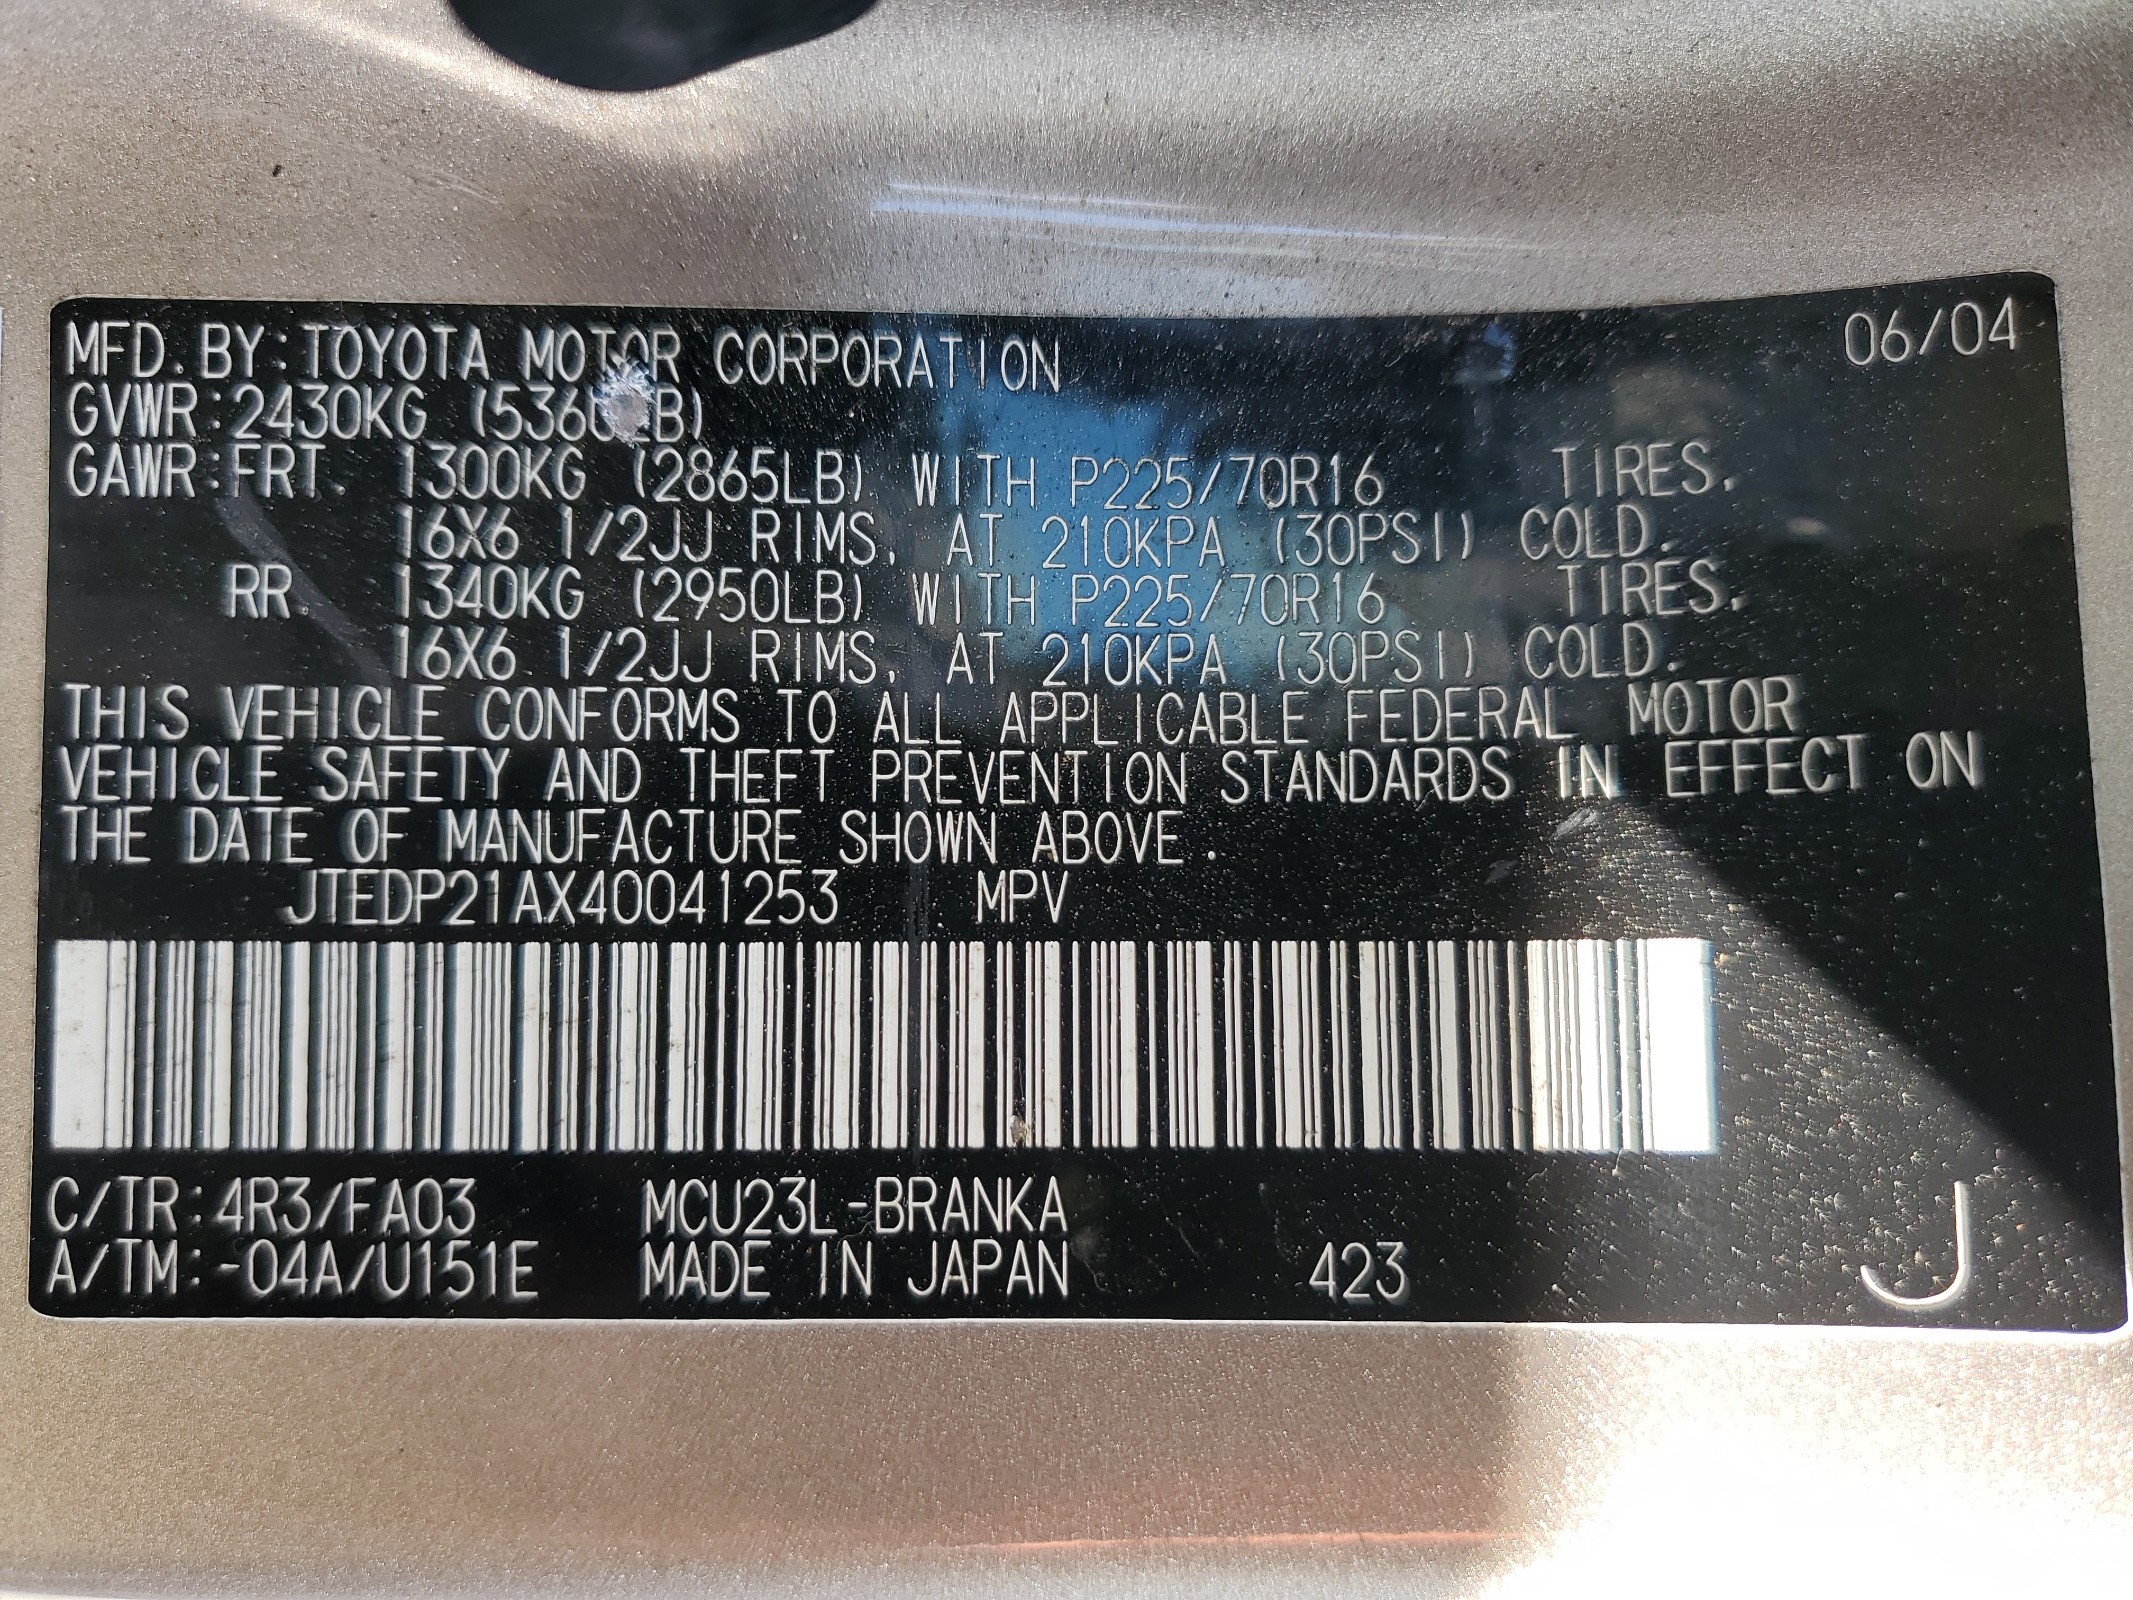 06/04
MFD. BY: TOYOTA MOTOR CORPORATION
GVWR: 2430KG (5360LB)
GAWR: FRT. 1300KG (2865LB) WITH P225/70R16 TIRES.
16X6 1/2JJ RIMS, AT 210KPA (30PSI) COLD.
RR. 1340KG (2950LB) WITH P225/70R16 TIRES.
16X6 1/2JJ RIMS, AT 210KPA (30PSI) COLD.
THIS VEHICLE CONFORMS TO ALL APPLICABLE FEDERAL MOTOR
VEHICLE SAFETY AND THEFT PREVENTION STANDARDS IN EFFECT ON
THE DATE OF MANUFACTURE SHOWN ABOVE.
JTEDP21AX40041253 MPV
C/TR: 4R3/FA03 MCU23L-BRANKA
A/TM: -04A/U151E MADE IN JAPAN 423 J